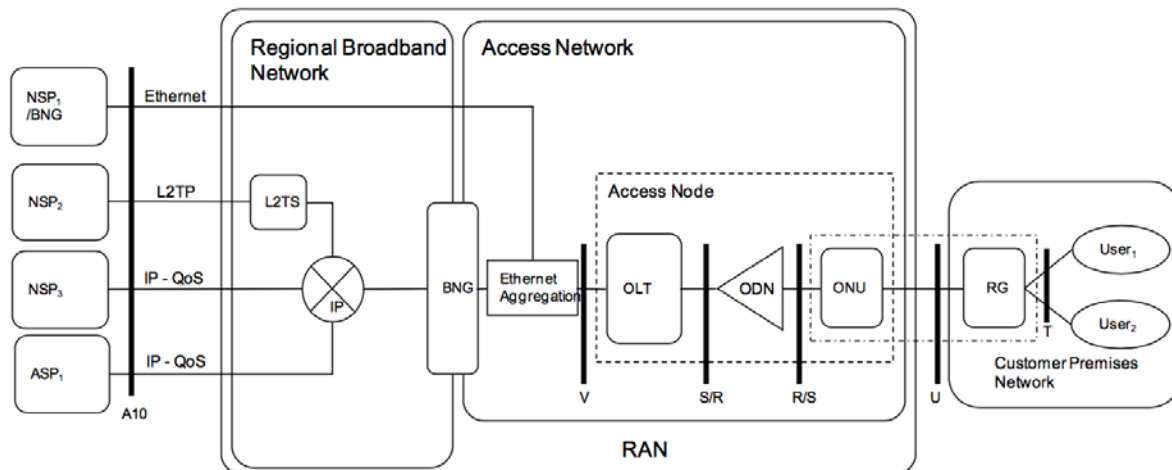 Regional Broadband
Network
Access Network
NSP₁
/BNG
Ethernet
NSP₂
L2TP
L2TS
Access Node
NSP₃
IP - QoS
IP
BNG
Ethernet
Aggregation
OLT
ODN
ONU
RG
User₁
User₂
T
ASP₁
IP - QoS
Customer Premises
Network
A10
V
S/R
R/S
U
RAN